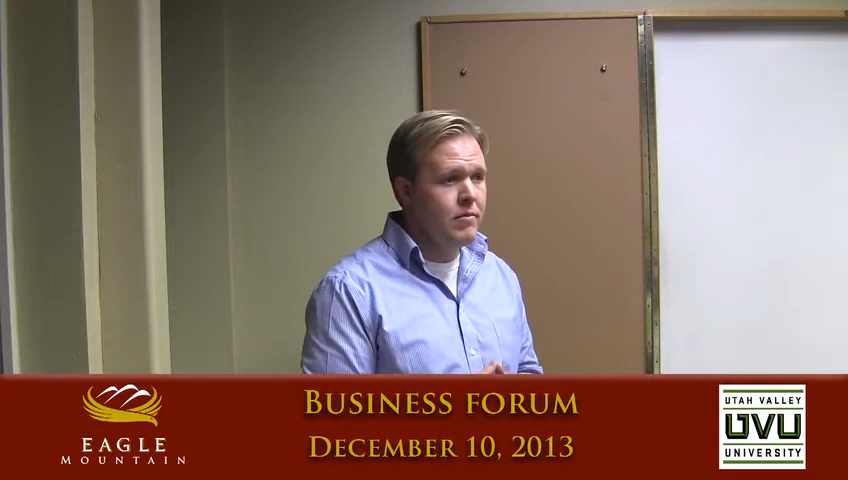 EAGLE
MOUNTAIN
BUSINESS FORUM
DECEMBER 10, 2013
UTAH VALLEY
UVU
UNIVERSITY